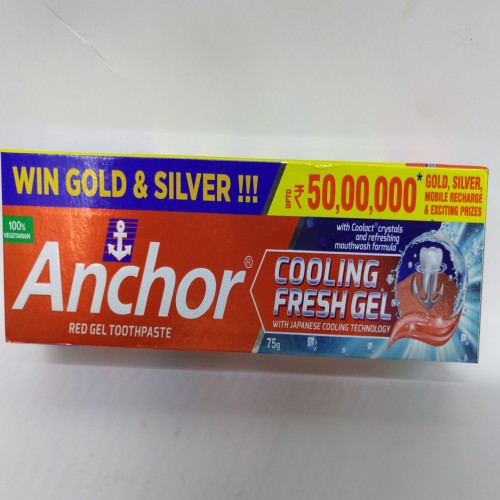 WIN GOLD & SILVER !!!
UPTO ₹ 50,00,000*
GOLD, SILVER,
MOBILE RECHARGE
& EXCITING PRIZES
100%
VEGETARIAN
Anchor®
RED GEL TOOTHPASTE
with Coolact® crystals
and refreshing
mouthwash formula
COOLING
FRESH GEL
WITH JAPANESE COOLING TECHNOLOGY
75g